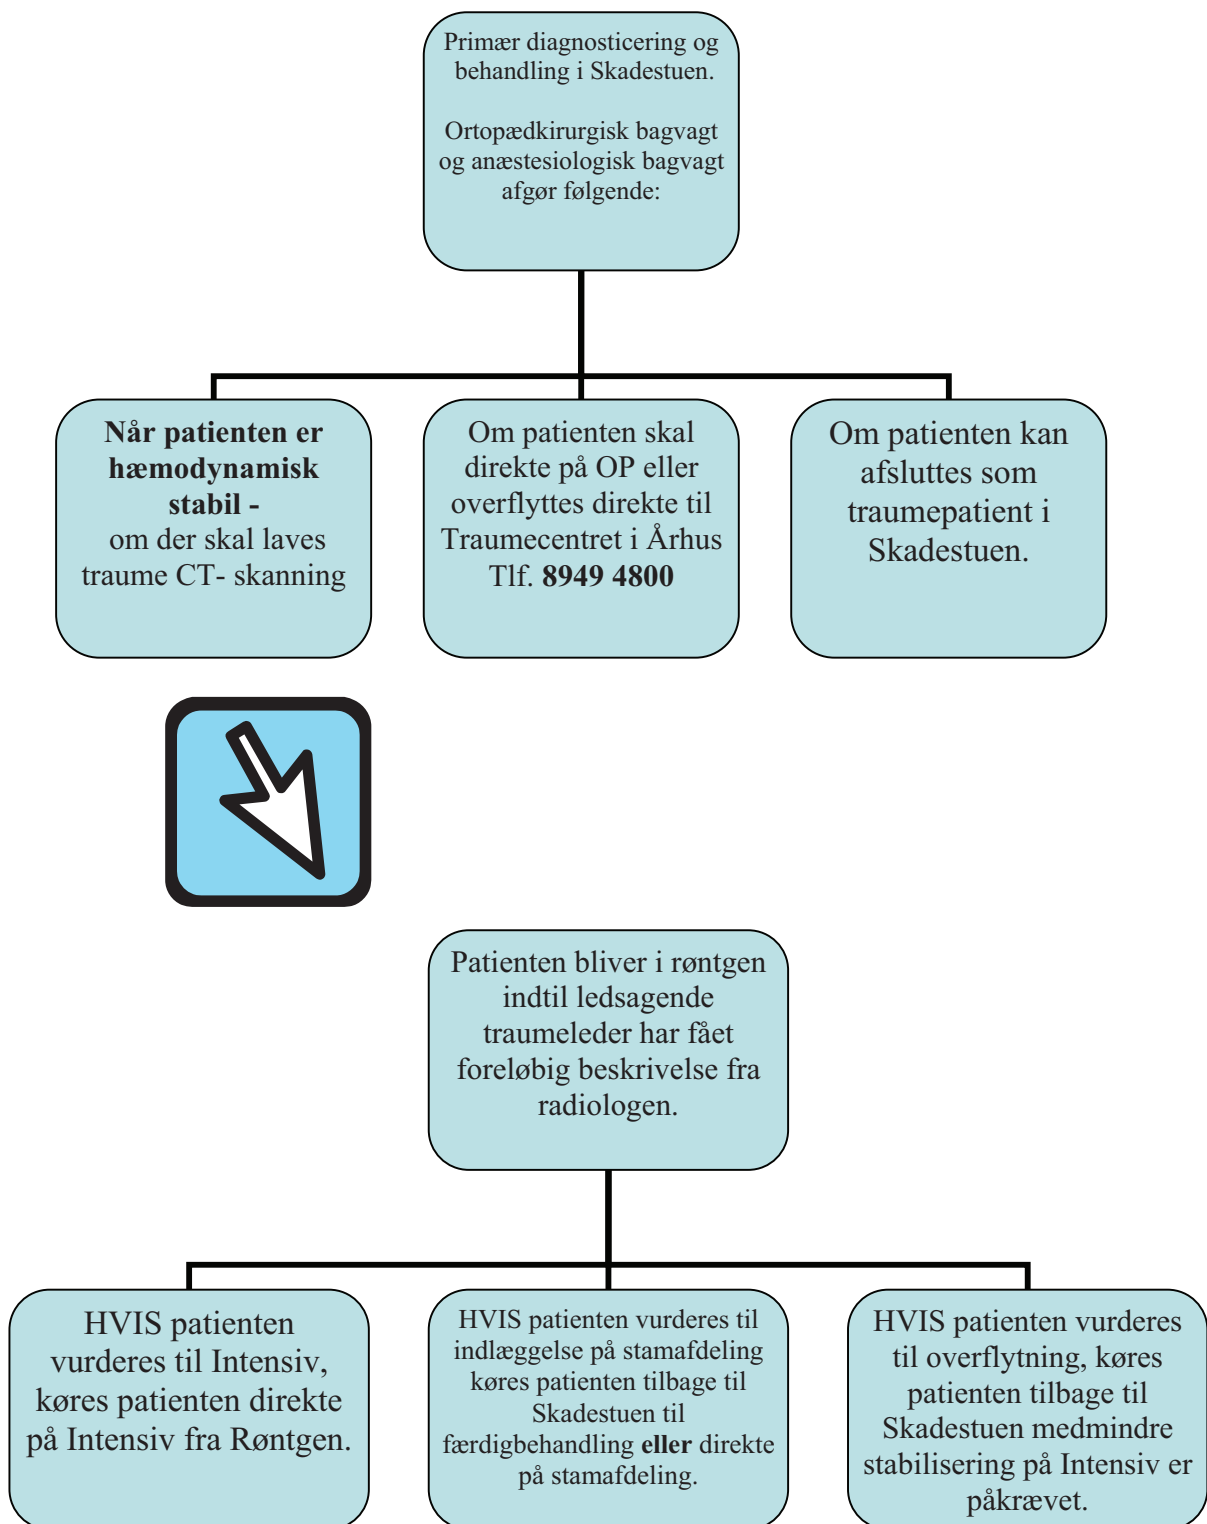 Primær diagnosticering og
behandling i Skadestuen.
Ortopædkirurgisk bagvagt
og anæstesiologisk bagvagt
afgør følgende:
Når patienten er
hæmodynamisk
stabil -
om der skal laves
traume CT- skanning
Om patienten skal
direkte på OP eller
overflyttes direkte til
Traumecentret i Århus
Tlf. 8949 4800
Om patienten kan
afsluttes som
traumepatient i
Skadestuen.
Patienten bliver i røntgen
indtil ledsagende
traumeleder har fået
foreløbig beskrivelse fra
radiologen.
HVIS patienten
vurderes til Intensiv,
køres patienten direkte
på Intensiv fra Røntgen.
HVIS patienten vurderes til
indlæggelse på stamafdeling
køres patienten tilbage til
Skadestuen til
færdigbehandling eller direkte
på stamafdeling.
HVIS patienten vurderes
til overflytning, køres
patienten tilbage til
Skadestuen medmindre
stabilisering på Intensiv er
påkrævet.